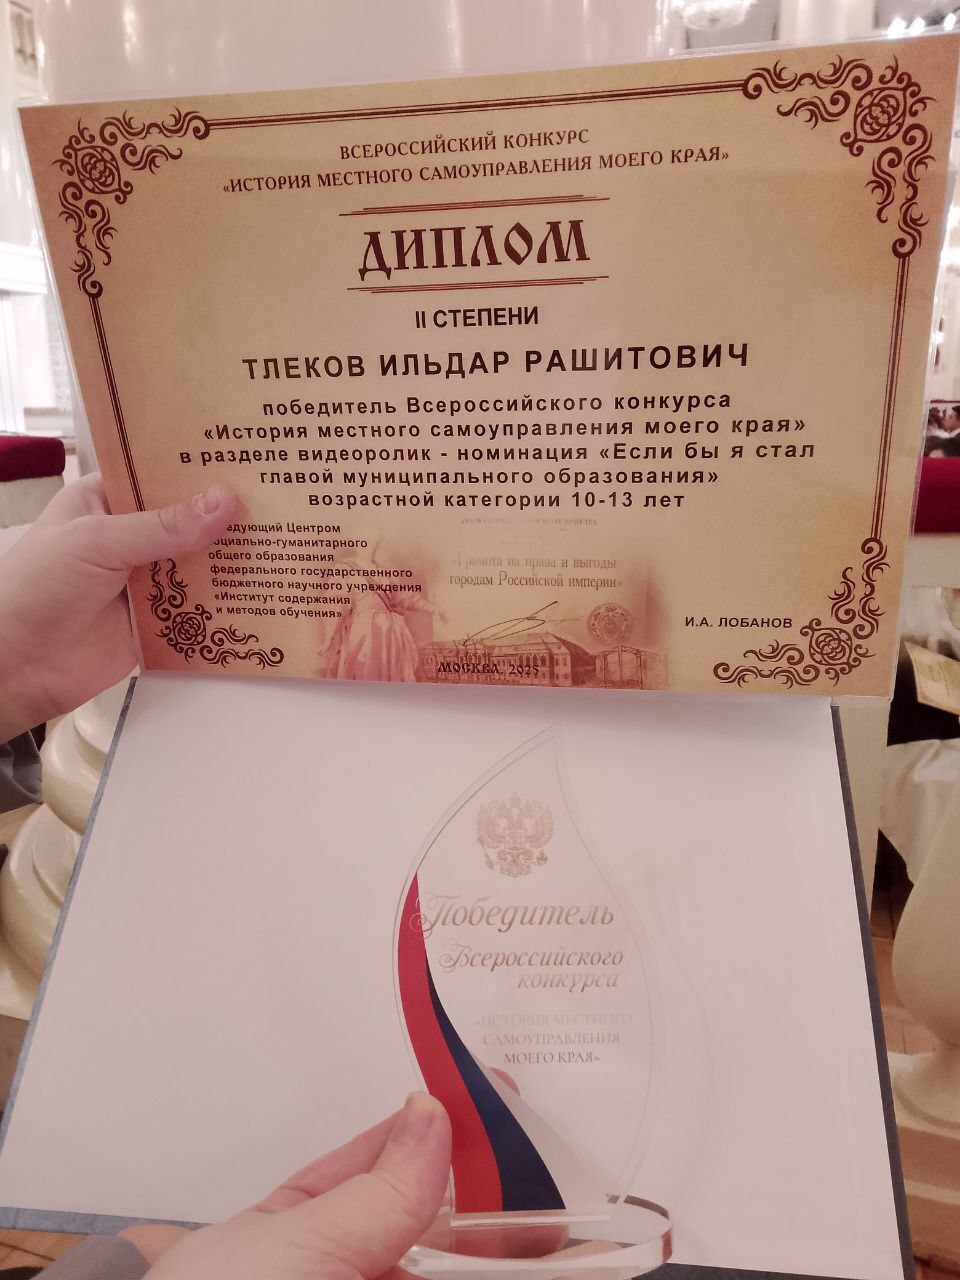 ВСЕРОССИЙСКИЙ КОНКУРС
«ИСТОРИЯ МЕСТНОГО САМОУПРАВЛЕНИЯ МОЕГО КРАЯ»
ДИПЛОМ
II СТЕПЕНИ
ТЛЕКОВ ИЛЬДАР РАШИТОВИЧ
победитель Всероссийского конкурса
«История местного самоуправления моего края»
в разделе видеоролик - номинация «Если бы я стал
главой муниципального образования»
возрастной категории 10-13 лет
едующий Центром
оциально-гуманитарного
общего образования
федерального государственного
бюджетного научного учреждения
«Институт содержания
и методов обучения»
«Грамота на права и выгоды
городам Российской империи»
И.А. ЛОБАНОВ
МОСКВА, 2025
Победитель
Всероссийского
конкурса
«ИСТОРИЯ МЕСТНОГО
САМОУПРАВЛЕНИЯ
МОЕГО КРАЯ»